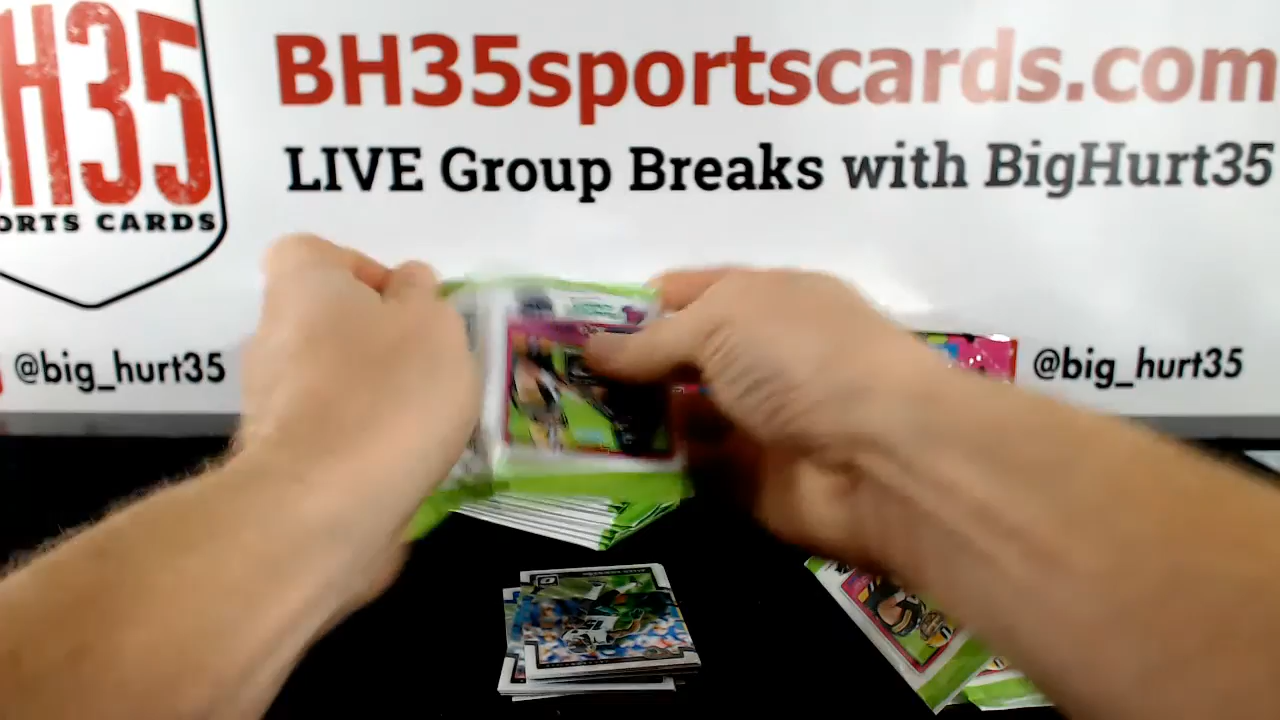 BH35sportscards.com
LIVE Group Breaks with BigHurt35
H35
ORTS CARDS
@big_hurt35
@big_hurt35